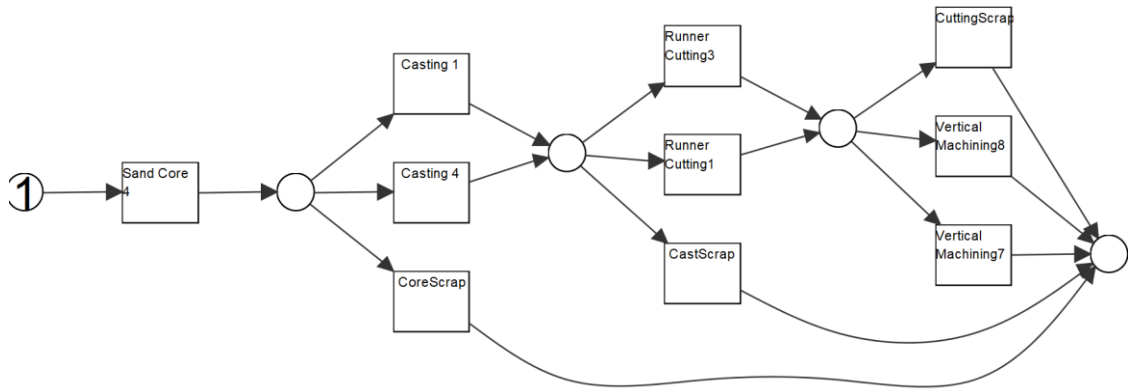 1
Sand Core
4
Casting 1
Casting 4
CoreScrap
Runner
Cutting3
Runner
Cutting1
CastScrap
CuttingScrap
Vertical
Machining8
Vertical
Machining7